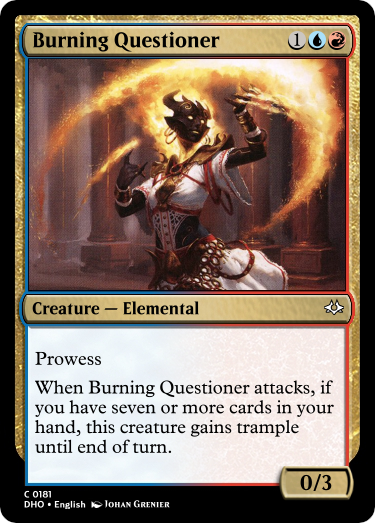 Burning Questioner 1
Creature — Elemental
Prowess
When Burning Questioner attacks, if
you have seven or more cards in your
hand, this creature gains trample
until end of turn.
0/3
C 0181
DHO • English Johan Grenier